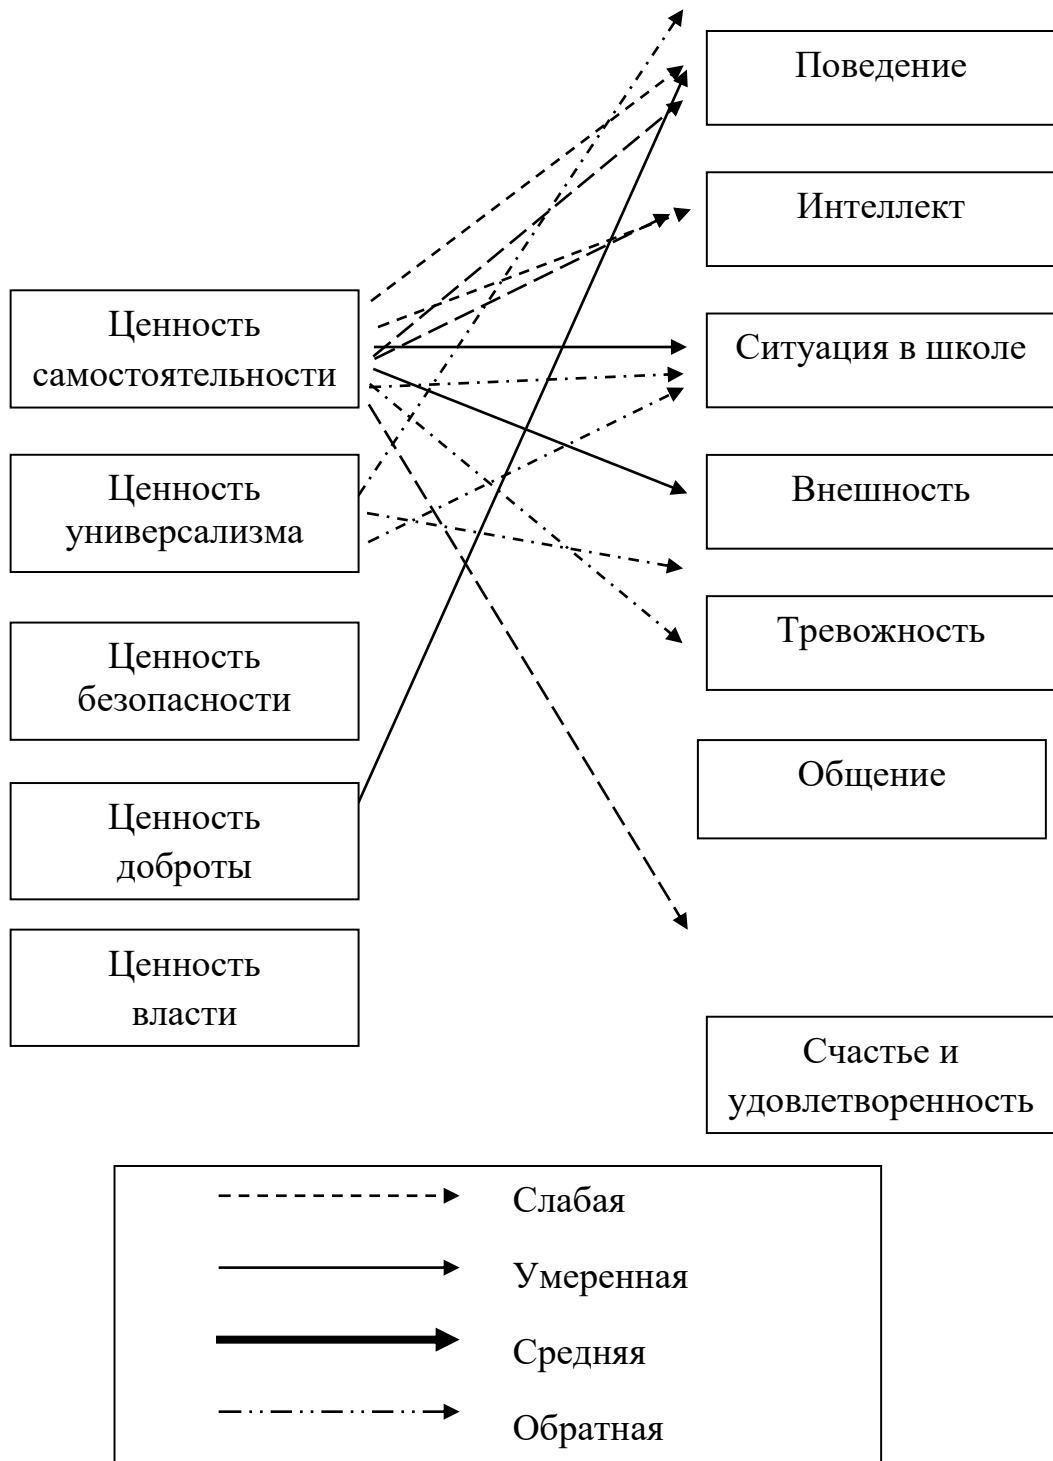 Поведение
Интеллект
Ценность
самостоятельности
Ситуация в школе
Ценность
универсализма
Внешность
Ценность
безопасности
Тревожность
Ценность
доброты
Общение
Ценность
власти
Счастье и
удовлетворенность
Слабая
Умеренная
Средняя
Обратная